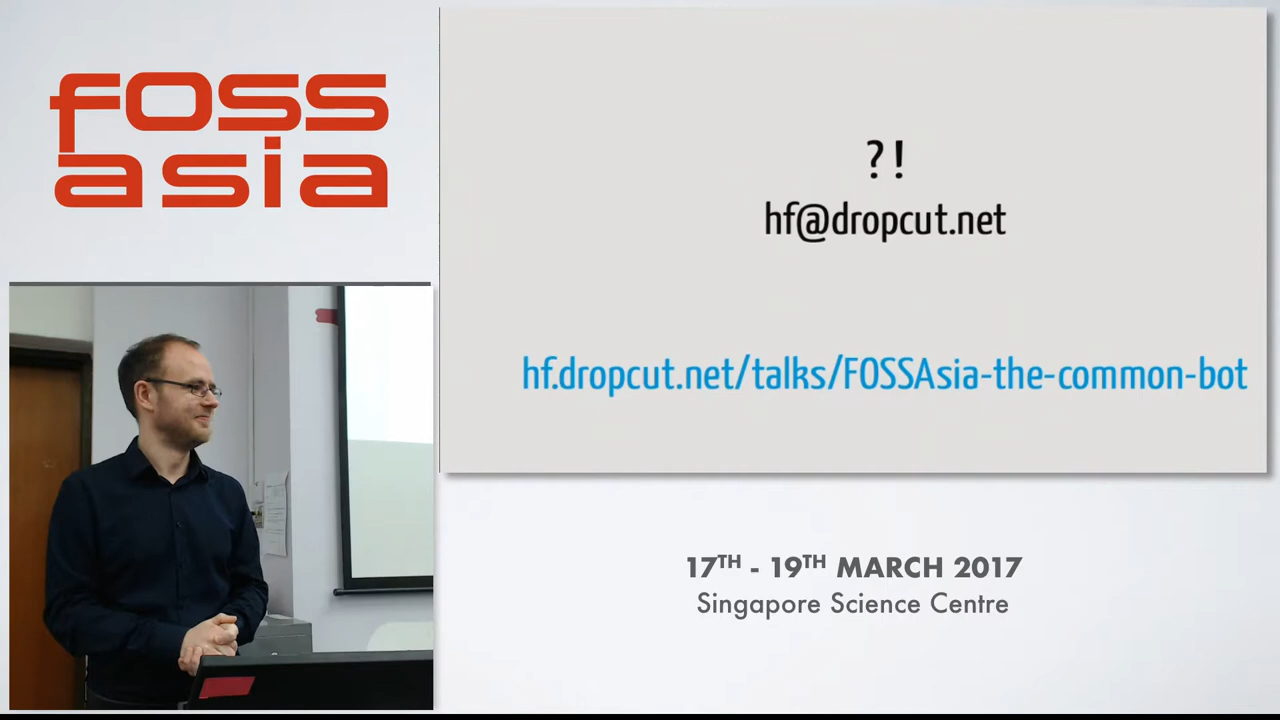 foss
asia
?!
hf@dropcut.net
hf.dropcut.net/talks/FOSSAsia-the-common-bot
17TH - 19TH MARCH 2017
Singapore Science Centre